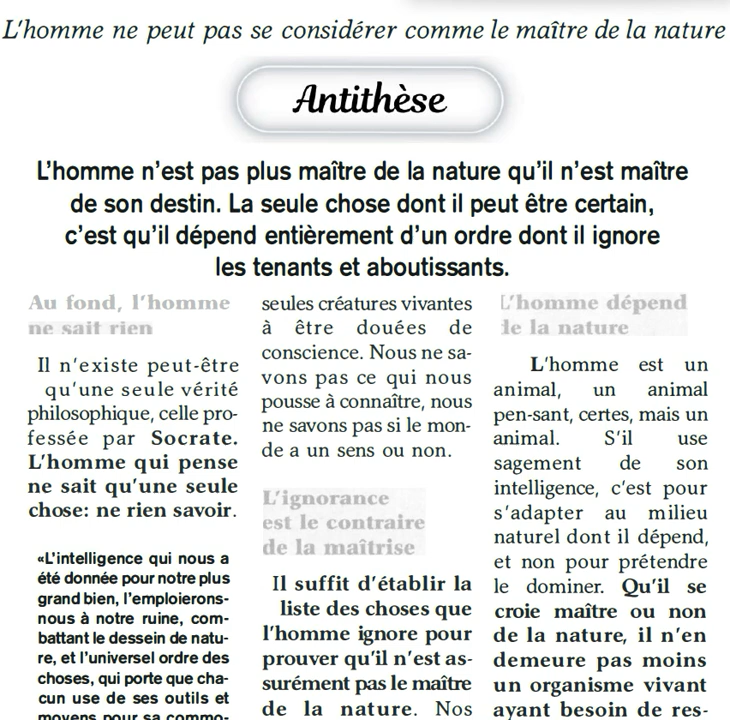 L'homme ne peut pas se considérer comme le maître de la nature
Antithèse
L'homme n'est pas plus maître de la nature qu'il n'est maître
de son destin. La seule chose dont il peut être certain,
c'est qu'il dépend entièrement d'un ordre dont il ignore
les tenants et aboutissants.
Au fond, l'homme
ne sait rien
Il n'existe peut-être
qu'une seule vérité
philosophique, celle pro-
fessée par Socrate.
L'homme qui pense
ne sait qu'une seule
chose: ne rien savoir.
«L'intelligence qui nous a
été donnée pour notre plus
grand bien, l'emploierons-
nous à notre ruine, com-
battant le dessein de natu-
re, et l'universel ordre des
choses, qui porte que cha-
cun use de ses outils et
moyens pour sa commo-
seules créatures vivantes
à être douées de
conscience. Nous ne sa-
vons pas ce qui nous
pousse à connaître, nous
ne savons pas si le mon-
de a un sens ou non.
L'ignorance
est le contraire
de la maîtrise
Il suffit d'établir la
liste des choses que
l'homme ignore pour
prouver qu'il n'est as-
surément pas le maître
de la nature. Nos
L'homme dépend
de la nature
L'homme est un
animal, un animal
pen-sant, certes, mais un
animal. S'il use
sagement de son
intelligence, c'est pour
s'adapter au milieu
naturel dont il dépend,
et non pour prétendre
le dominer. Qu'il se
croie maître ou non
de la nature, il n'en
demeure pas moins
un organisme vivant
ayant besoin de res-